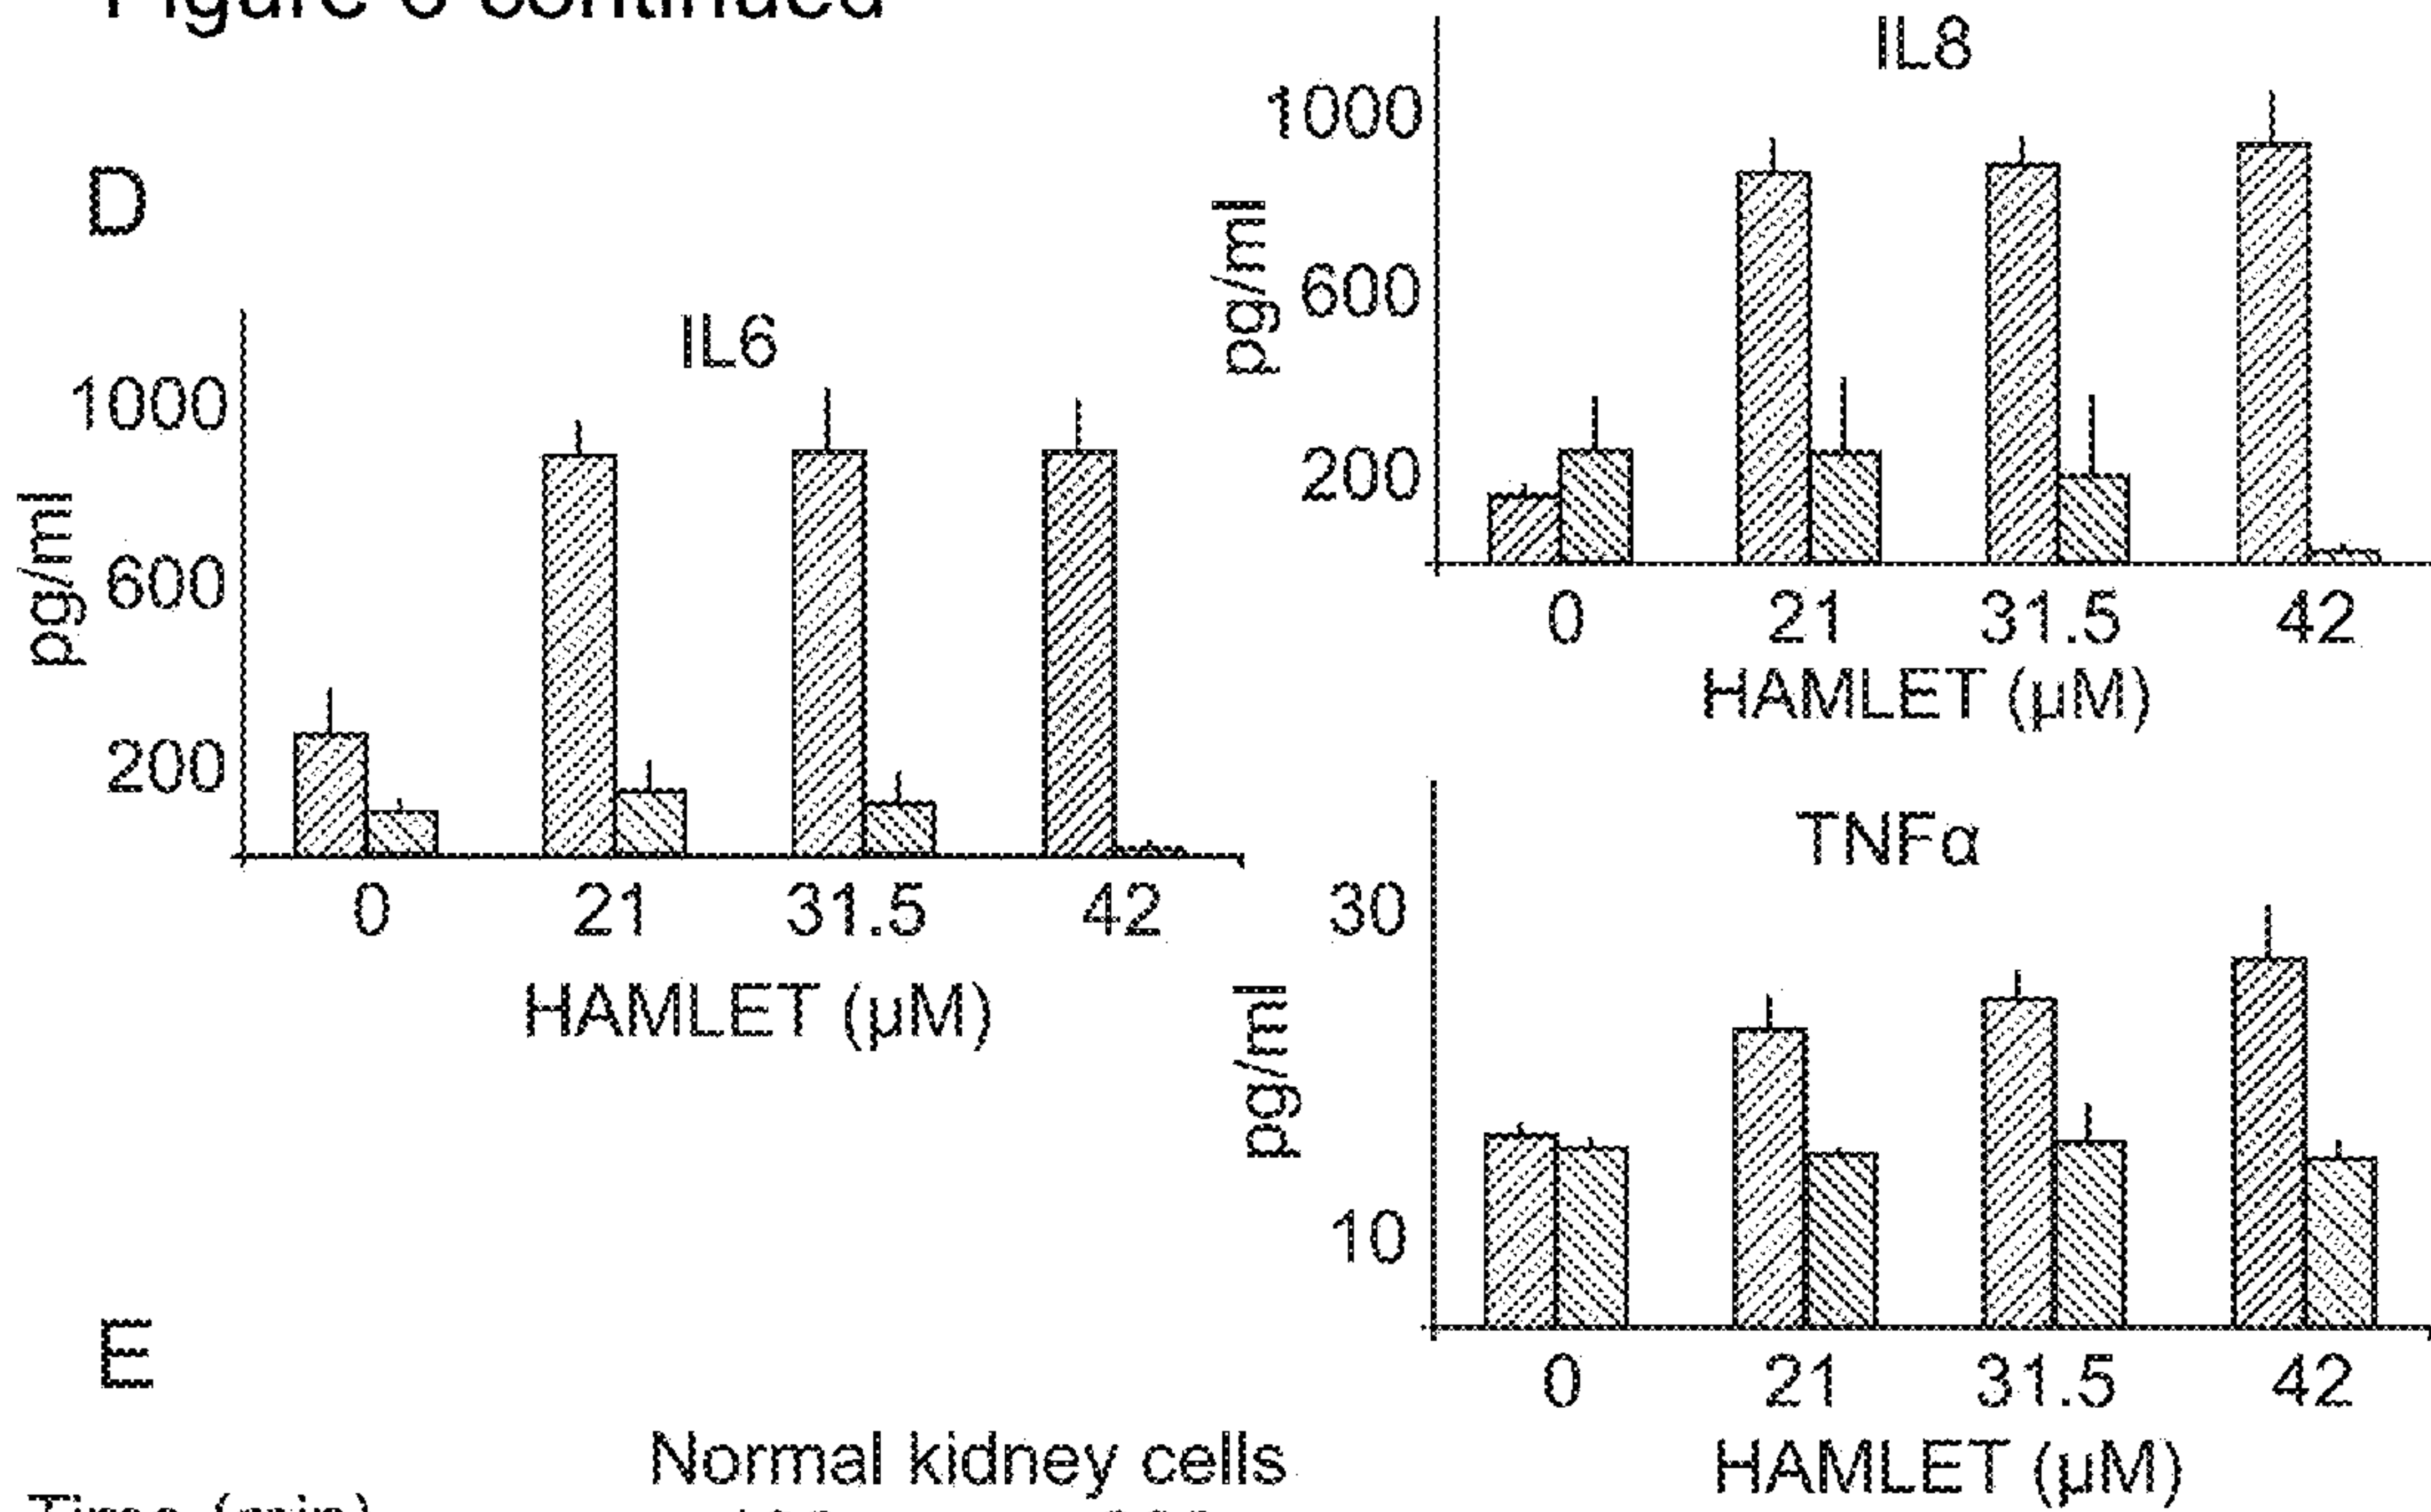 Figure 6 continued
D
IL6
pg/ml
1000
600
200
0 21 31.5 42
HAMLET (µM)
IL8
pg/ml
1000
600
200
0 21 31.5 42
HAMLET (µM)
TNFα
pg/ml
30
10
0 21 31.5 42
HAMLET (µM)
E
Normal kidney cells
Time (min)